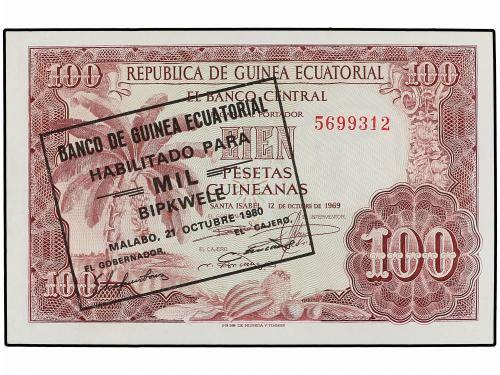 100
100
REPUBLICA DE GUINEA ECUATORIAL
EL BANCO CENTRAL
PORTADOR
5699312
CIEN
PESETAS
GUINEANAS
SANTA ISABEL, 12 DE OCTUBRE DE 1969
INTERVENTOR,
EL CAJERO,
BANCO DE GUINEA ECUATORIAL
HABILITADO PARA
MIL
BIPKWELE
MALABO, 21 OCTUBRE 1980
EL GOBERNADOR,
EL CAJERO,
100
100